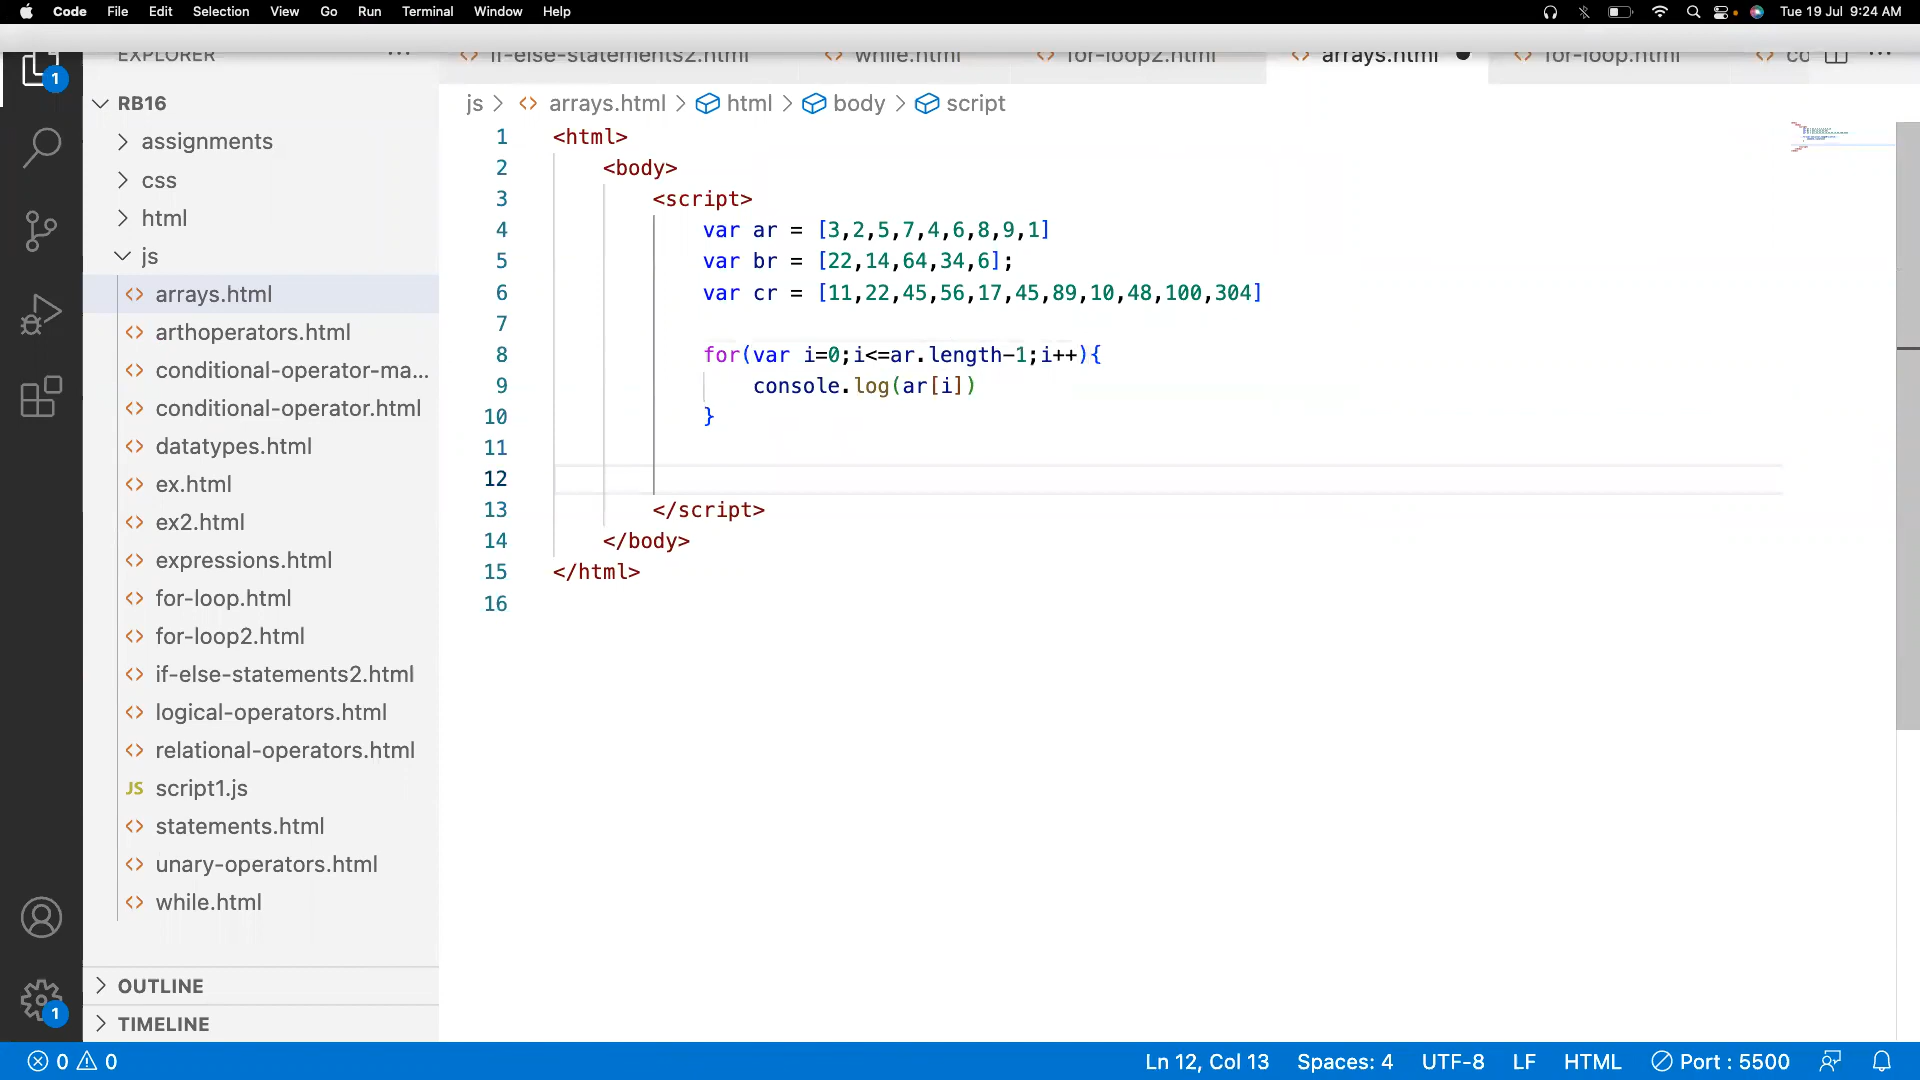 Code File Edit Selection View Go Run Terminal Window Help Tue 19 Jul 9:24 AM
EXPLORER ... if-else-statements2.html while.html for-loop2.html arrays.html for-loop.html co ...
1
RB16
js > arrays.html > html > body > script
assignments
css
html
js
arrays.html
arthoperators.html
conditional-operator-ma...
conditional-operator.html
datatypes.html
ex.html
ex2.html
expressions.html
for-loop.html
for-loop2.html
if-else-statements2.html
logical-operators.html
relational-operators.html
JS script1.js
statements.html
unary-operators.html
while.html
OUTLINE
1
TIMELINE
1 <html>
2 <body>
3 <script>
4 var ar = [3,2,5,7,4,6,8,9,1]
5 var br = [22,14,64,34,6];
6 var cr = [11,22,45,56,17,45,89,10,48,100,304]
7
8 for(var i=0;i<=ar.length-1;i++){
9 console.log(ar[i])
10 }
11
12
13 </script>
14 </body>
15 </html>
16
0 0 Ln 12, Col 13 Spaces: 4 UTF-8 LF HTML Port : 5500